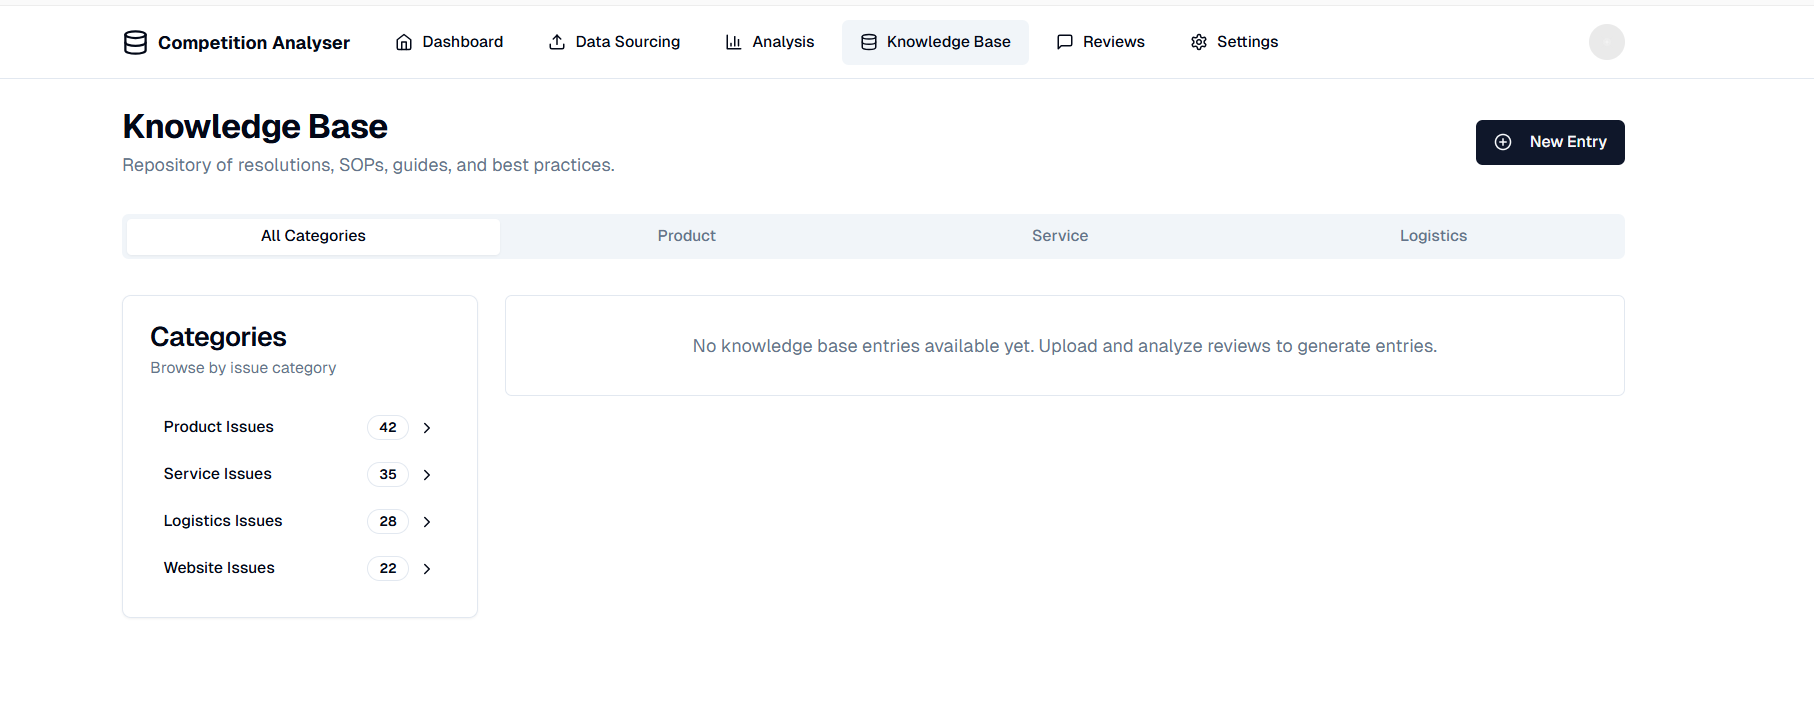 Competition Analyser Dashboard Data Sourcing Analysis Knowledge Base Reviews Settings
Knowledge Base
Repository of resolutions, SOPs, guides, and best practices.
New Entry
All Categories Product Service Logistics
Categories
Browse by issue category
Product Issues 42
Service Issues 35
Logistics Issues 28
Website Issues 22
No knowledge base entries available yet. Upload and analyze reviews to generate entries.